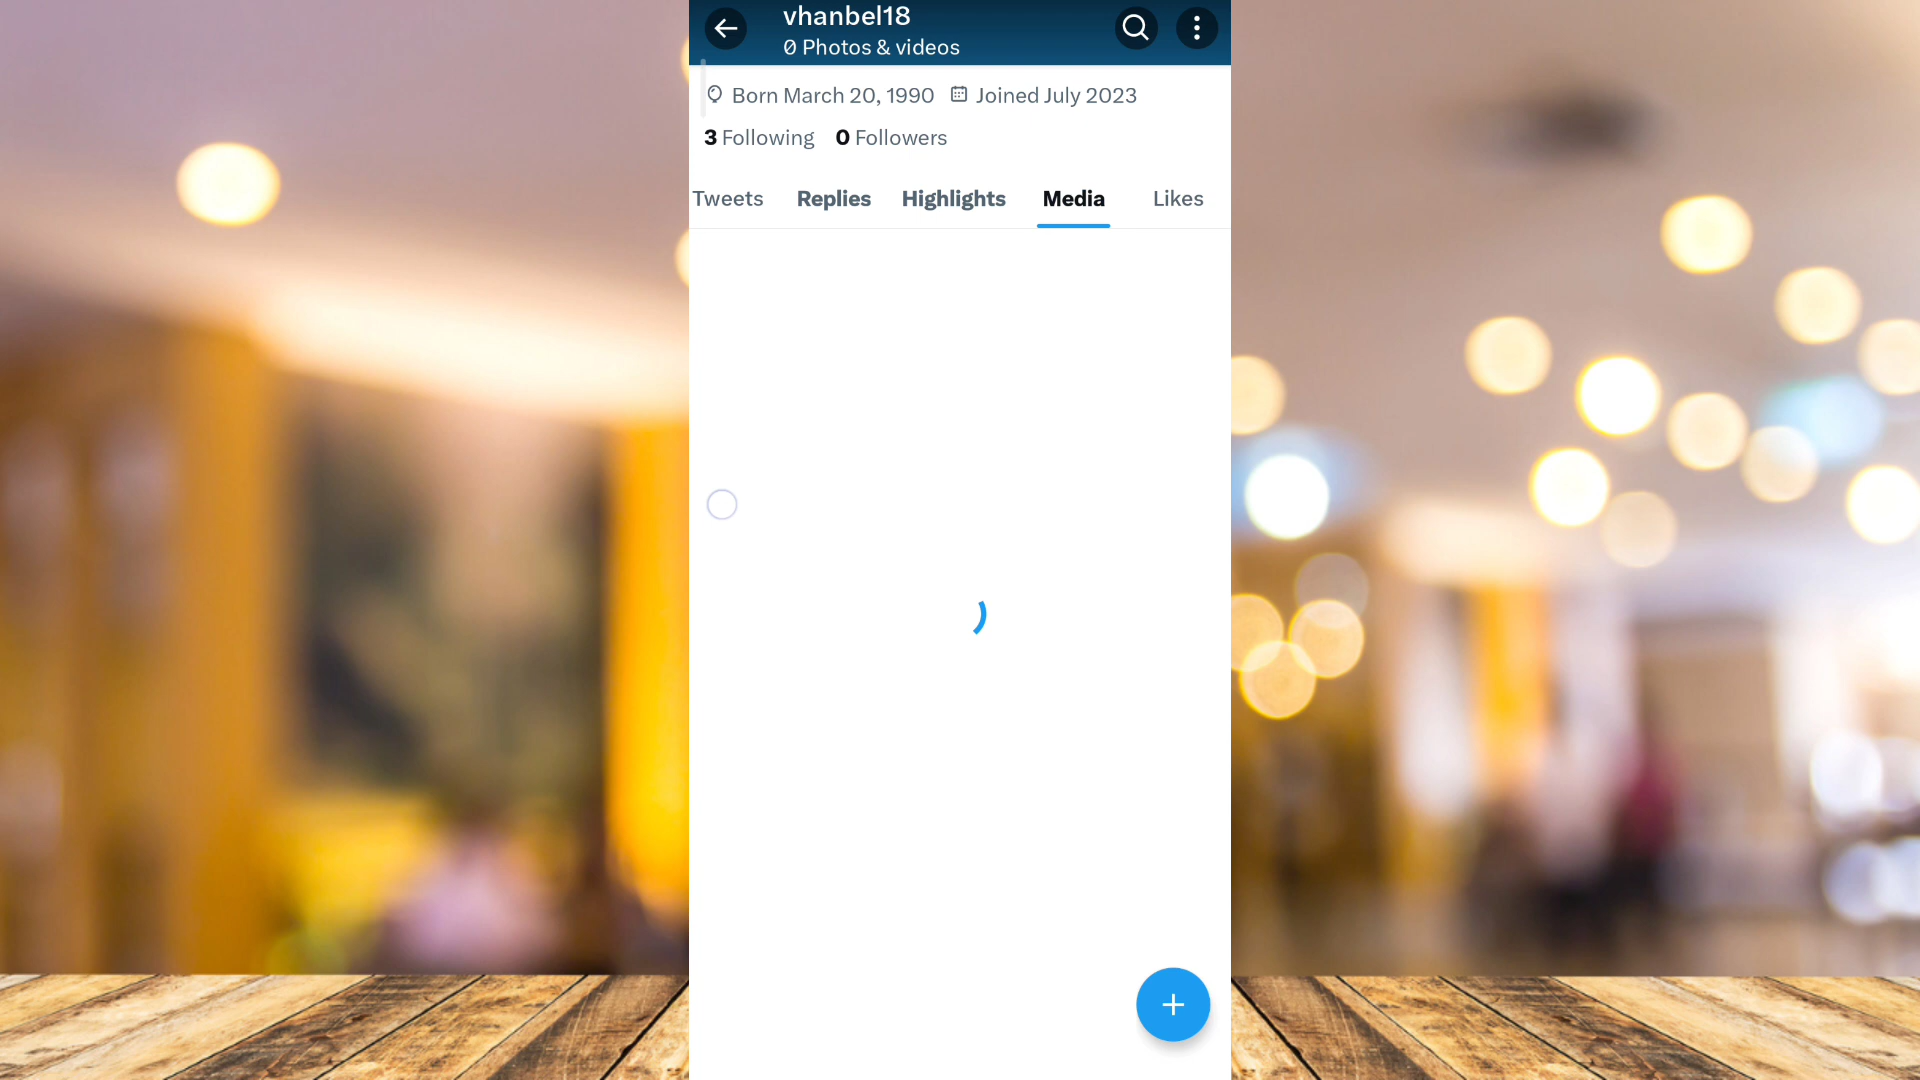 vhanbel18
0 Photos & videos
Born March 20, 1990 Joined July 2023
3 Following 0 Followers
Tweets Replies Highlights Media Likes